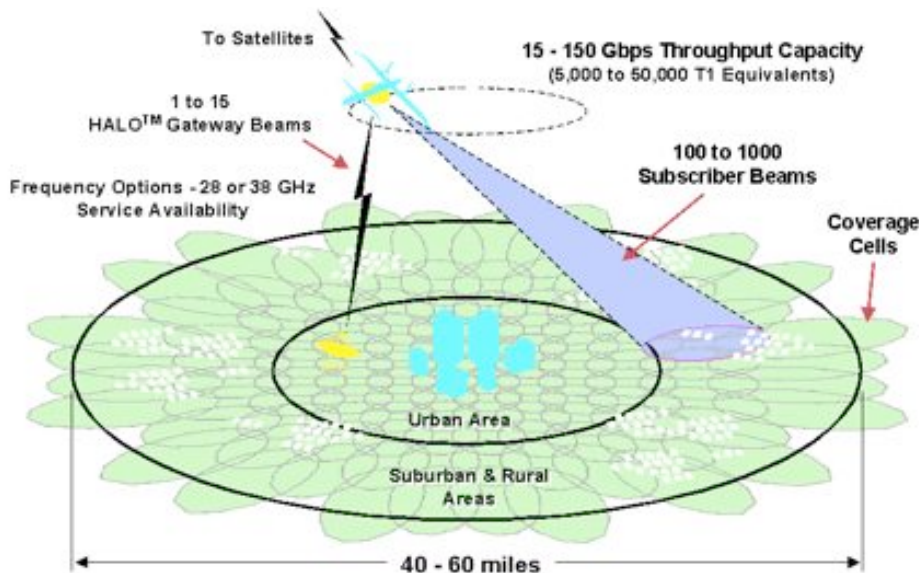 To Satellites
15 - 150 Gbps Throughput Capacity
(5,000 to 50,000 T1 Equivalents)
1 to 15
HALO™ Gateway Beams
100 to 1000
Subscriber Beams
Frequency Options - 28 or 38 GHz
Service Availability
Coverage
Cells
Urban Area
Suburban & Rural
Areas
40 - 60 miles